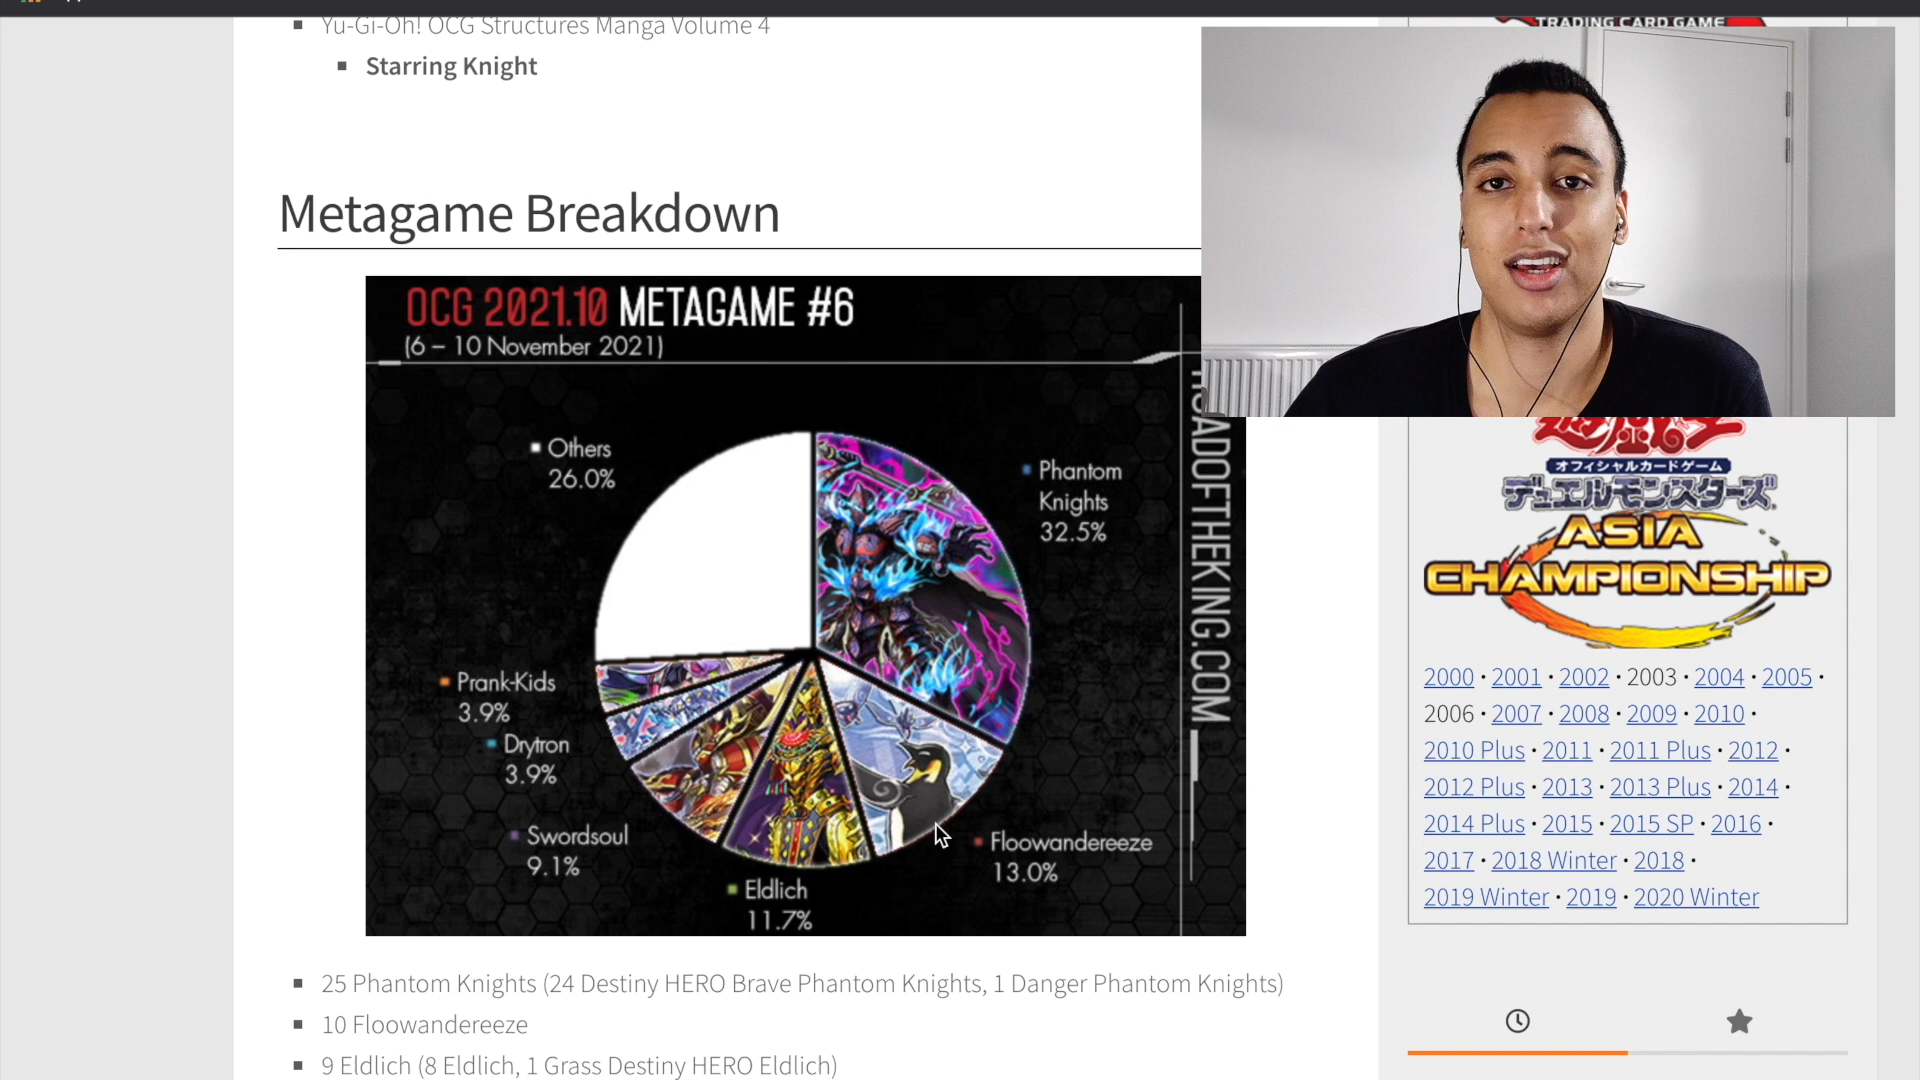 Yu-Gi-Oh! OCG Structures Manga Volume 4
Starring Knight
Metagame Breakdown
OCG 2021.10 METAGAME #6
(6 – 10 November 2021)
Others
26.0%
Phantom
Knights
32.5%
Prank-Kids
3.9%
Drytron
3.9%
Swordsoul
9.1%
Eldlich
11.7%
Floowandereeze
13.0%
ROADOFTHEKING.COM
25 Phantom Knights (24 Destiny HERO Brave Phantom Knights, 1 Danger Phantom Knights)
10 Floowandereeze
9 Eldlich (8 Eldlich, 1 Grass Destiny HERO Eldlich)
TRADING CARD GAME
遊戯王
オフィシャルカードゲーム
デュエルモンスターズ
ASIA
CHAMPIONSHIP
2000 · 2001 · 2002 · 2003 · 2004 · 2005 ·
2006 · 2007 · 2008 · 2009 · 2010 ·
2010 Plus · 2011 · 2011 Plus · 2012 ·
2012 Plus · 2013 · 2013 Plus · 2014 ·
2014 Plus · 2015 · 2015 SP · 2016 ·
2017 · 2018 Winter · 2018 ·
2019 Winter · 2019 · 2020 Winter